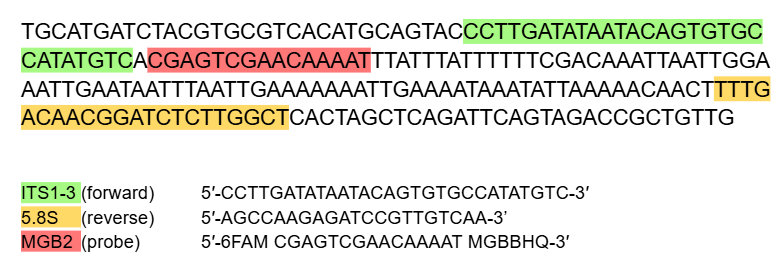 TGCATGATCTACGTGCGTCACATGCAGTACCCTTGATATAATACAGTGTGC
CATATGTCACGAGTCGAACAAAATTTATTTATTTTTTCGACAAATTAATTGGA
AATTGAATAATTTAATTGAAAAAAATTGAAAATAAATATTAAAAACAACTTTTG
ACAACGGATCTCTTGGCTCACTAGCTCAGATTCAGTAGACCGCTGTTG
ITS1-3 (forward) 5′-CCTTGATATAATACAGTGTGCCATATGTC-3′
5.8S (reverse) 5′-AGCCAAGAGATCCGTTGTCAA-3’
MGB2 (probe) 5′-6FAM CGAGTCGAACAAAAT MGBBHQ-3′